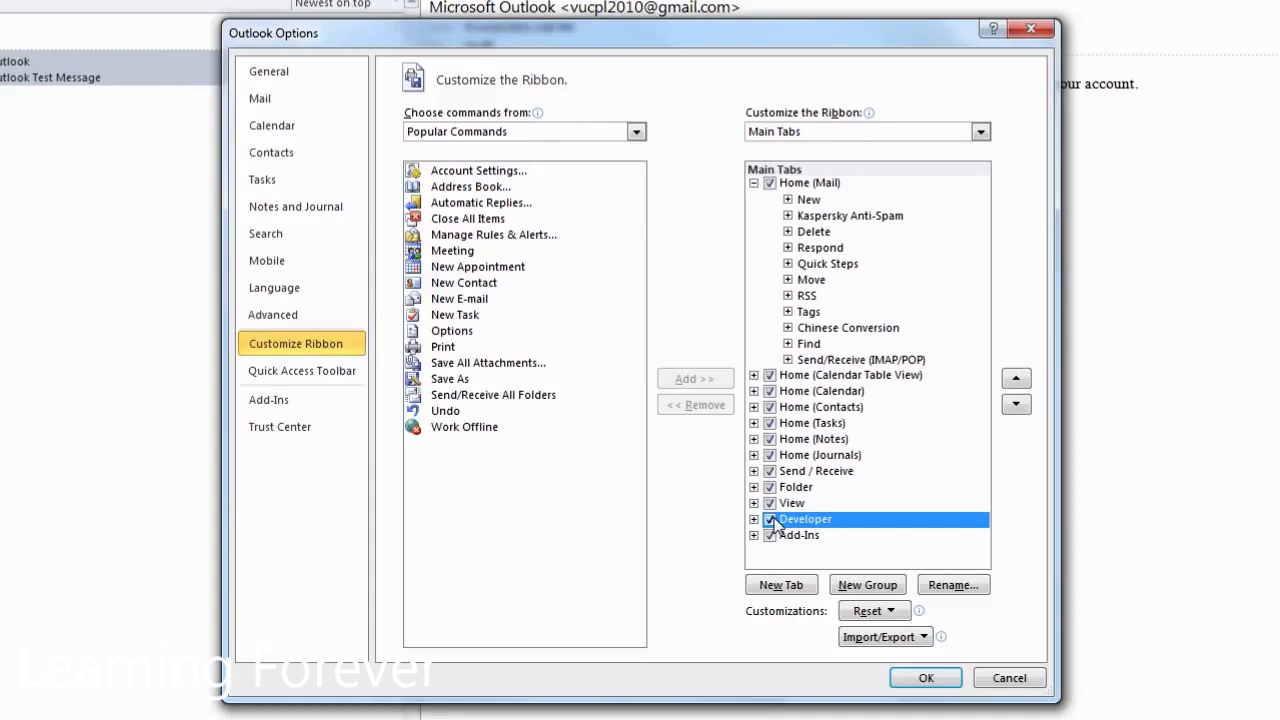 Newest on top
Microsoft Outlook <vucpl2010@gmail.com>
Outlook Options
utlook
utlook Test Message
our account.
General
Mail
Calendar
Contacts
Tasks
Notes and Journal
Search
Mobile
Language
Advanced
Customize Ribbon
Quick Access Toolbar
Add-Ins
Trust Center
Customize the Ribbon.
Choose commands from:
Popular Commands
Account Settings...
Address Book...
Automatic Replies...
Close All Items
Manage Rules & Alerts...
Meeting
New Appointment
New Contact
New E-mail
New Task
Options
Print
Save All Attachments...
Save As
Send/Receive All Folders
Undo
Work Offline
Add >>
<< Remove
Customize the Ribbon:
Main Tabs
Main Tabs
Home (Mail)
New
Kaspersky Anti-Spam
Delete
Respond
Quick Steps
Move
RSS
Tags
Chinese Conversion
Find
Send/Receive (IMAP/POP)
Home (Calendar Table View)
Home (Calendar)
Home (Contacts)
Home (Tasks)
Home (Notes)
Home (Journals)
Send / Receive
Folder
View
Developer
Add-Ins
New Tab
New Group
Rename...
Customizations:
Reset
Import/Export
OK
Cancel
Learning Forever